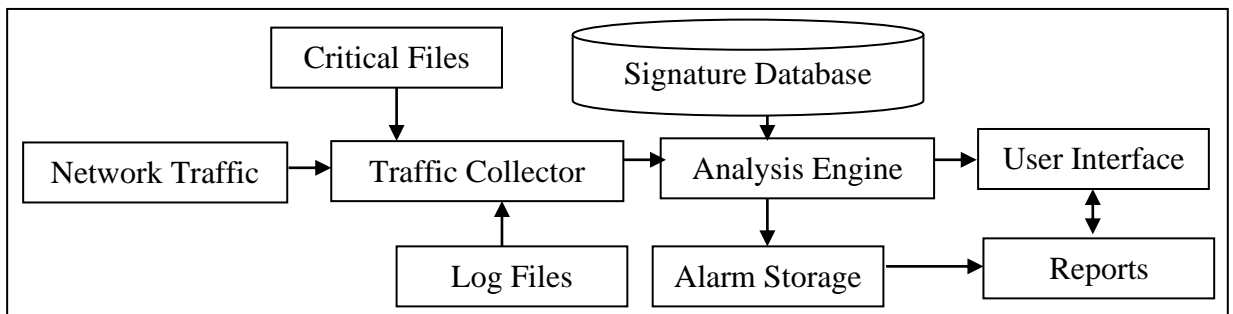 Critical Files
Signature Database
Network Traffic
Traffic Collector
Analysis Engine
User Interface
Log Files
Alarm Storage
Reports